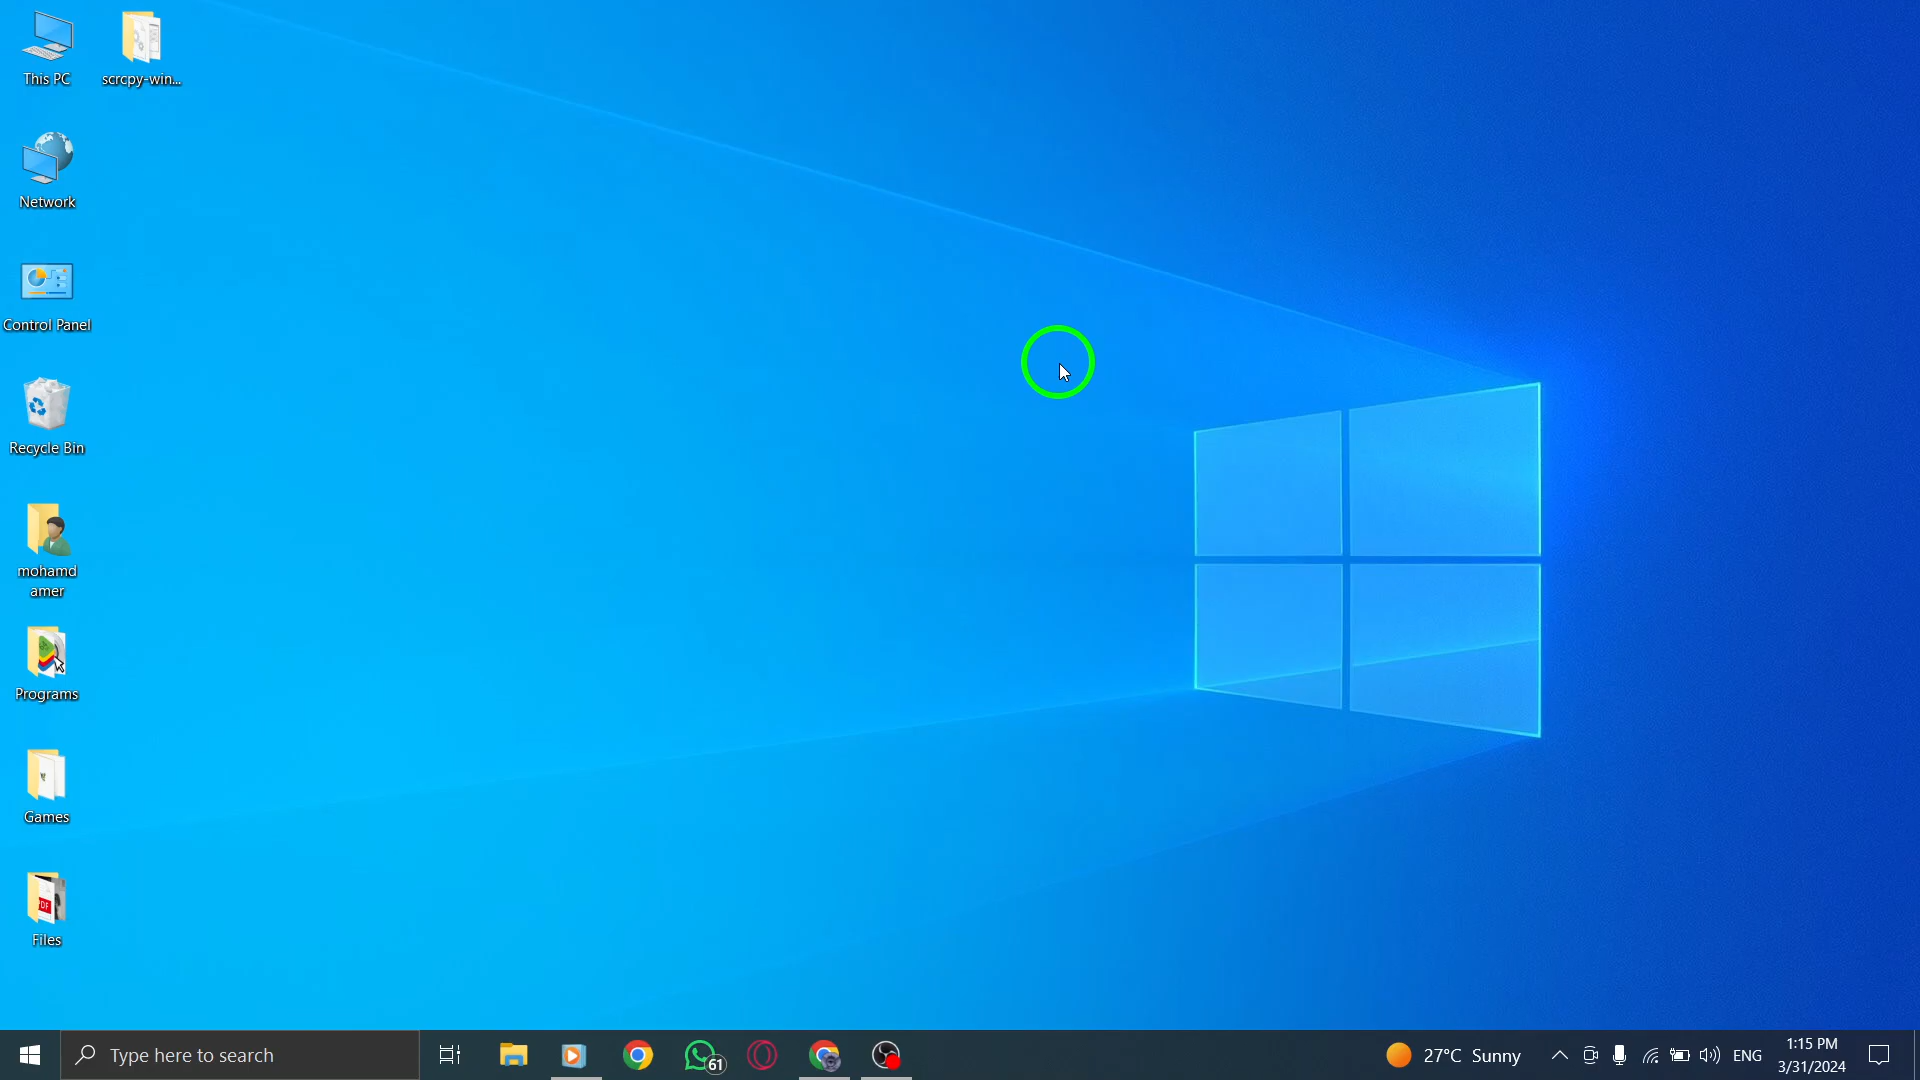 This PC
scrcpy-win...
Network
Control Panel
Recycle Bin
mohamd
amer
Programs
Games
PDF
Files
Type here to search
61
27°C Sunny
ENG
1:15 PM
3/31/2024